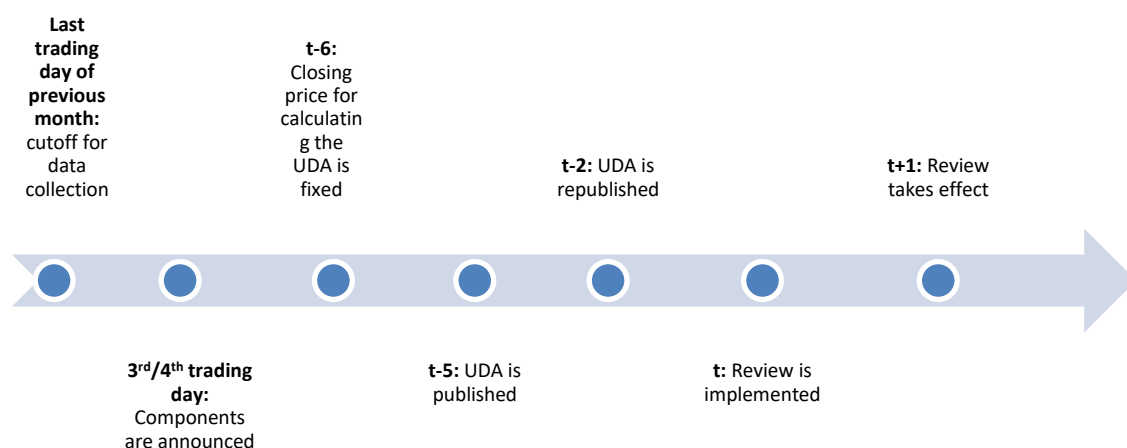 Last
trading
day of
previous
month:
cutoff for
data
collection
t-6:
Closing
price for
calculatin
g the
UDA is
fixed
t-2: UDA is
republished
t+1: Review
takes effect
3rd/4th trading
day:
Components
are announced
t-5: UDA is
published
t: Review is
implemented